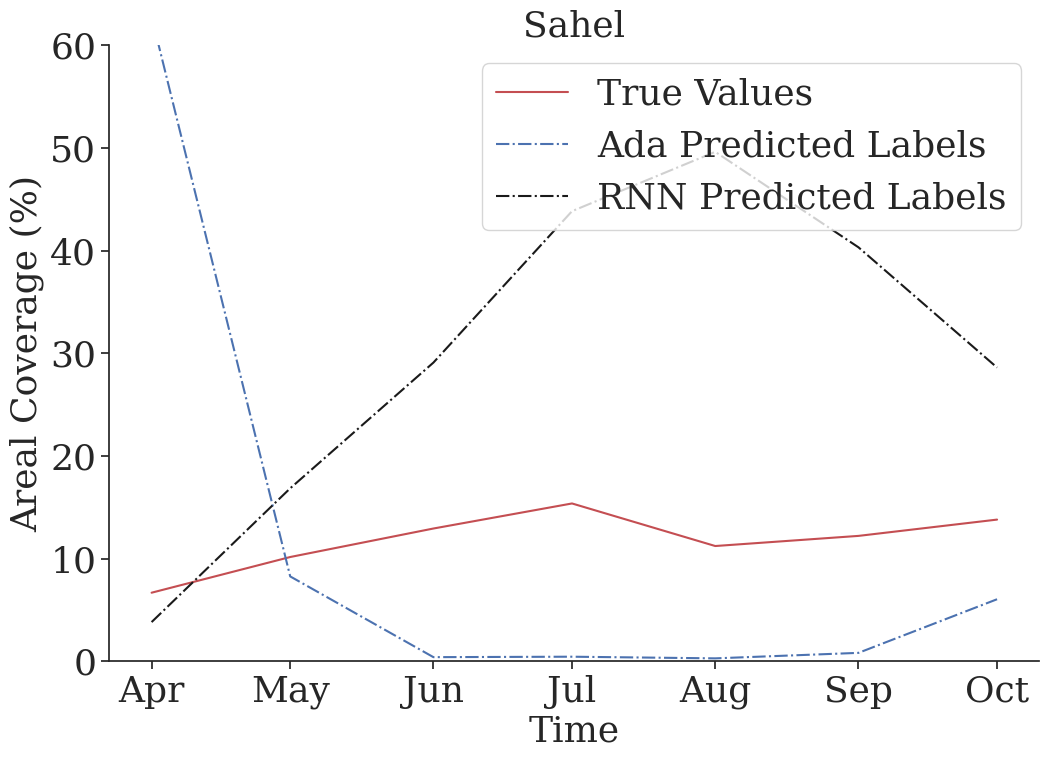 Sahel
True Values
Ada Predicted Labels
RNN Predicted Labels
Areal Coverage (%)
60
50
40
30
20
10
0
Apr May Jun Jul Aug Sep Oct
Time